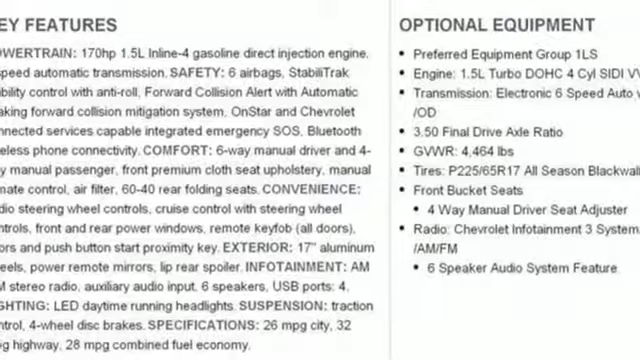 EY FEATURES
OWERTRAIN: 170hp 1.5L Inline-4 gasoline direct injection engine,
speed automatic transmission. SAFETY: 6 airbags, StabiliTrak
bility control with anti-roll, Forward Collision Alert with Automatic
aking forward collision mitigation system, OnStar and Chevrolet
nnected services capable integrated emergency SOS, Bluetooth
eless phone connectivity. COMFORT: 6-way manual driver and 4-
y manual passenger, front premium cloth seat upholstery, manual
mate control, air filter, 60-40 rear folding seats. CONVENIENCE:
dio steering wheel controls, cruise control with steering wheel
ntrols, front and rear power windows, remote keyfob (all doors),
ors and push button start proximity key. EXTERIOR: 17" aluminum
eels, power remote mirrors, lip rear spoiler. INFOTAINMENT: AM
M stereo radio, auxiliary audio input, 6 speakers, USB ports: 4.
GHTING: LED daytime running headlights. SUSPENSION: traction
ntrol, 4-wheel disc brakes. SPECIFICATIONS: 26 mpg city, 32
pg highway, 28 mpg combined fuel economy.
OPTIONAL EQUIPMENT
• Preferred Equipment Group 1LS
• Engine: 1.5L Turbo DOHC 4 Cyl SIDI VV
• Transmission: Electronic 6 Speed Auto
/OD
• 3.50 Final Drive Axle Ratio
• GVWR: 4,464 lbs
• Tires: P225/65R17 All Season Blackwal
• Front Bucket Seats
• 4 Way Manual Driver Seat Adjuster
• Radio: Chevrolet Infotainment 3 System
/AM/FM
• 6 Speaker Audio System Feature